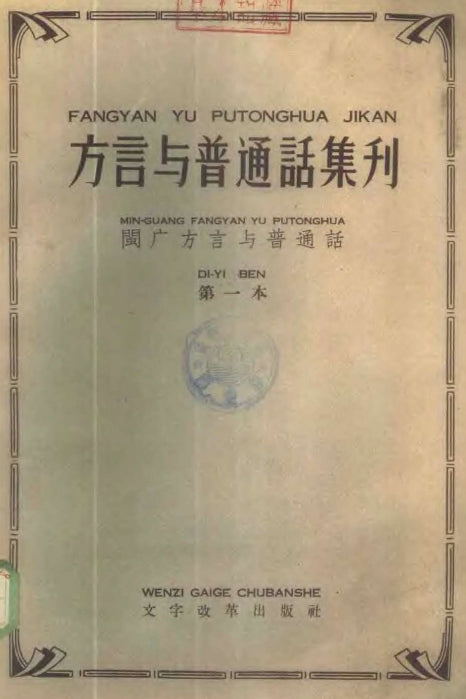 FANGYAN YU PUTONGHUA JIKAN
方言与普通話集刊
MIN-GUANG FANGYAN YU PUTONGHUA
閩广方言与普通話
DI-YI BEN
第一本
WENZI GAIGE CHUBANSHE
文字改革出版社